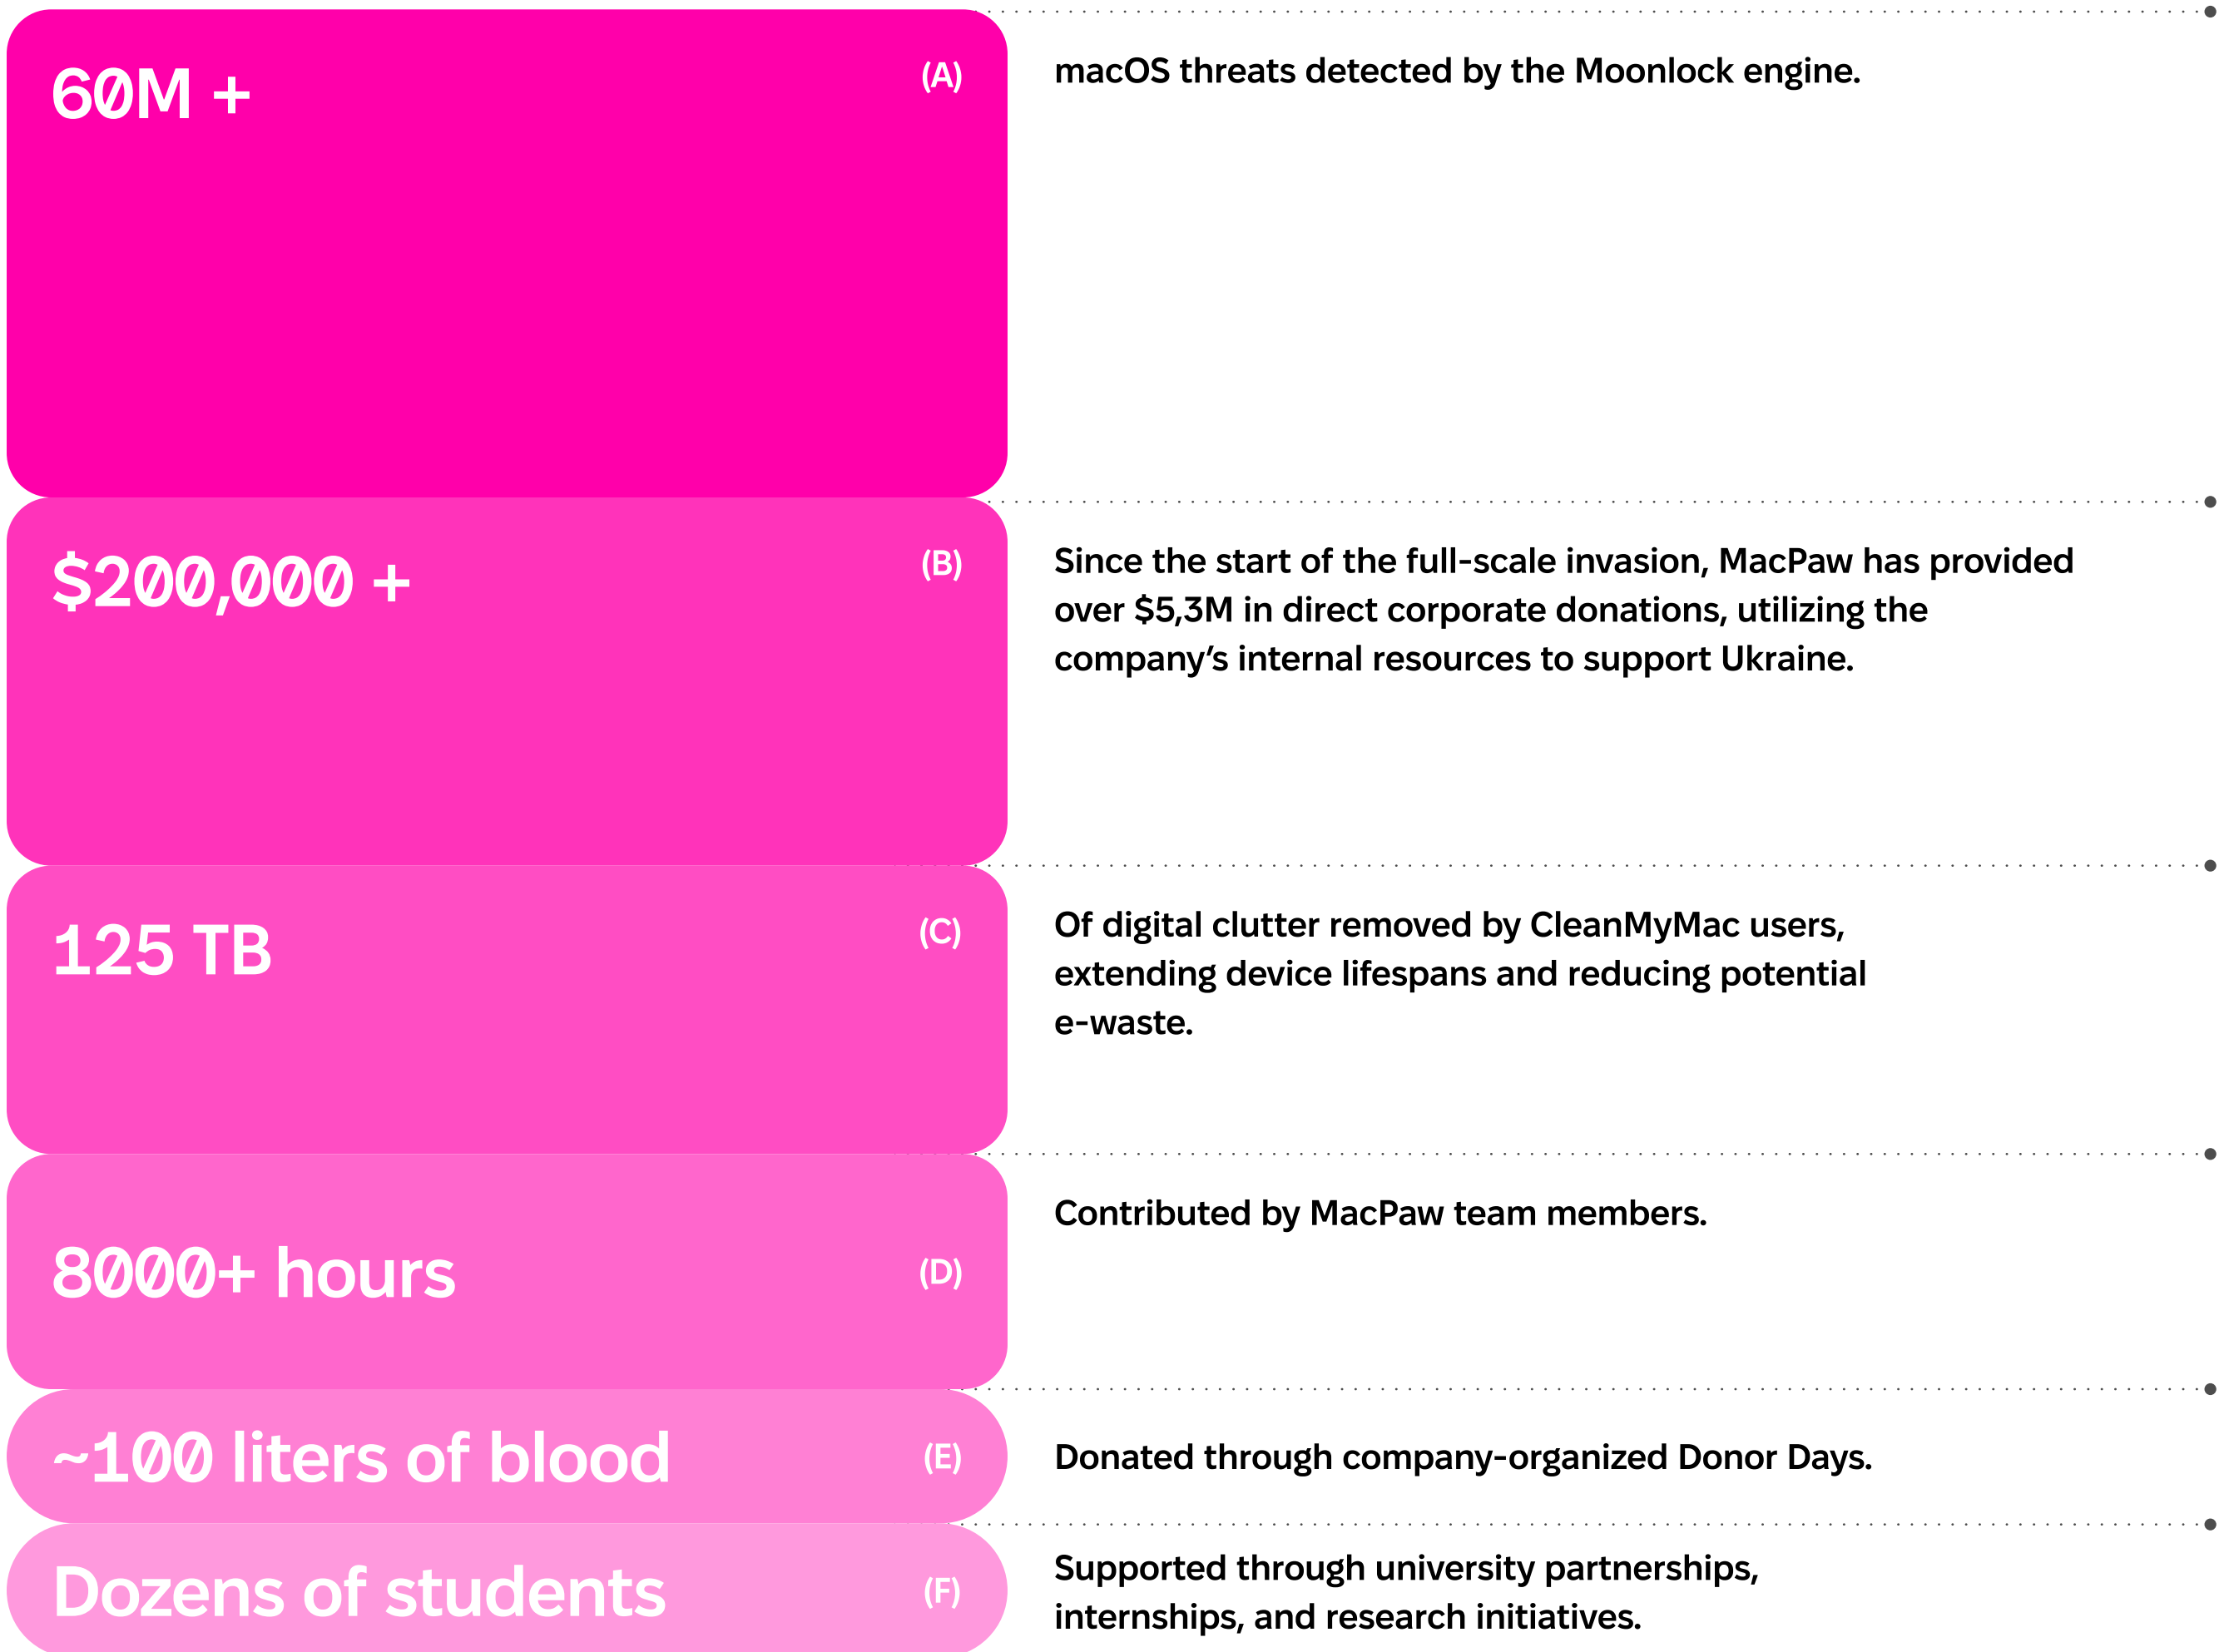 60M +
(A)
macOS threats detected by the Moonlock engine.
$200,000 +
(B)
Since the start of the full-scale invasion, MacPaw has provided
over $5,3M in direct corporate donations, utilizing the
company’s internal resources to support Ukraine.
125 TB
(C)
Of digital clutter removed by CleanMyMac users,
extending device lifespans and reducing potential
e-waste.
8000+ hours
(D)
Contributed by MacPaw team members.
~100 liters of blood
(E)
Donated through company-organized Donor Days.
Dozens of students
(F)
Supported through university partnerships,
internships, and research initiatives.